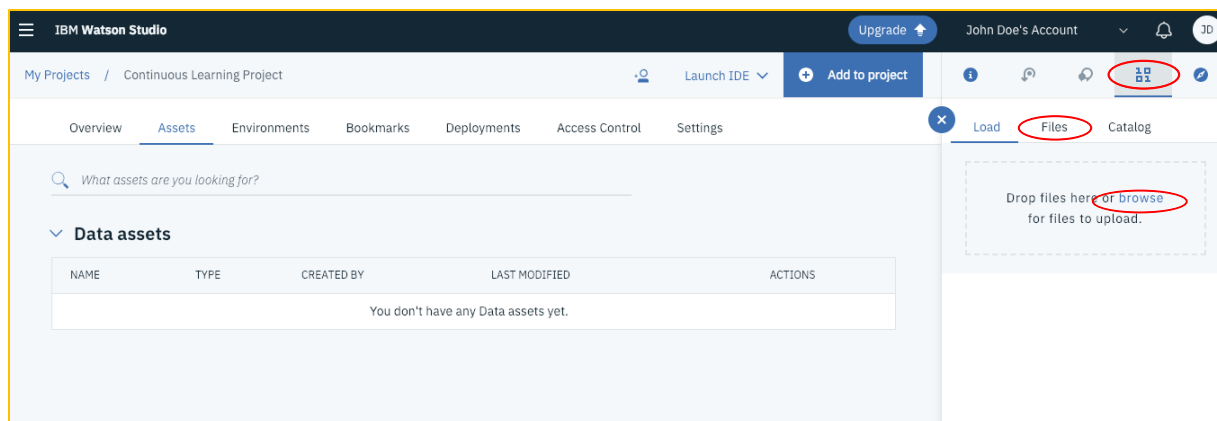 IBM Watson Studio
Upgrade
John Doe's Account
JD
My Projects / Continuous Learning Project
Launch IDE
Add to project
Overview Assets Environments Bookmarks Deployments Access Control Settings
Load Files Catalog
What assets are you looking for?
Drop files here or browse
for files to upload.
Data assets
NAME TYPE CREATED BY LAST MODIFIED ACTIONS
You don't have any Data assets yet.